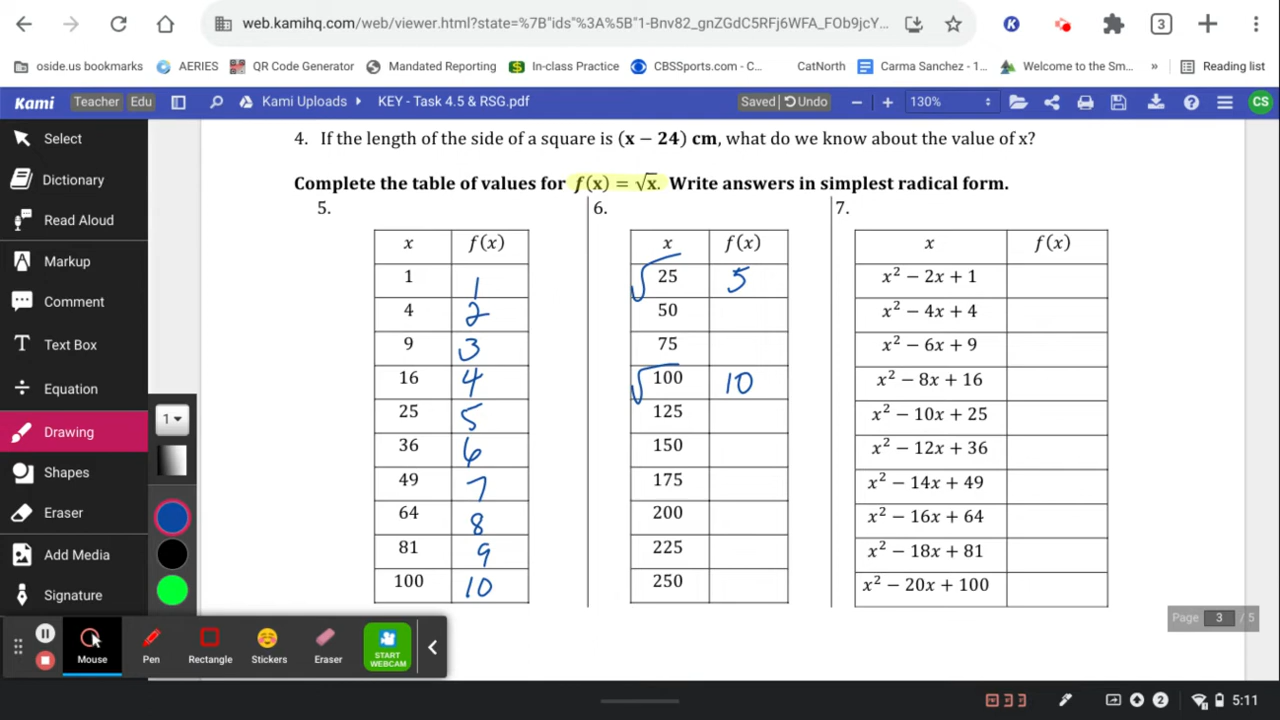 web.kamihq.com/web/viewer.html?state=%7B"ids"%3A%5B"1-Bnv82_gnZGdC5RFj6WFA_FOb9jcY...
3
oside.us bookmarks AERIES QR Code Generator Mandated Reporting In-class Practice CBSSports.com - C... CatNorth Carma Sanchez - 1... Welcome to the Sm... » Reading list
Kami Teacher Edu Kami Uploads KEY - Task 4.5 & RSG.pdf Saved Undo 130% CS
Select
Dictionary
Read Aloud
Markup
Comment
Text Box
Equation
Drawing
Shapes
Eraser
Add Media
Signature
1
4. If the length of the side of a square is (x − 24) cm, what do we know about the value of x?
Complete the table of values for f(x) = √x. Write answers in simplest radical form.
5.
x f(x)
1 1
4 2
9 3
16 4
25 5
36 6
49 7
64 8
81 9
100 10
6.
x f(x)
√25 5
50
75
√100 10
125
150
175
200
225
250
7.
x f(x)
x² − 2x + 1
x² − 4x + 4
x² − 6x + 9
x² − 8x + 16
x² − 10x + 25
x² − 12x + 36
x² − 14x + 49
x² − 16x + 64
x² − 18x + 81
x² − 20x + 100
Page 3 / 5
Mouse Pen Rectangle Stickers Eraser START WEBCAM
2 5:11